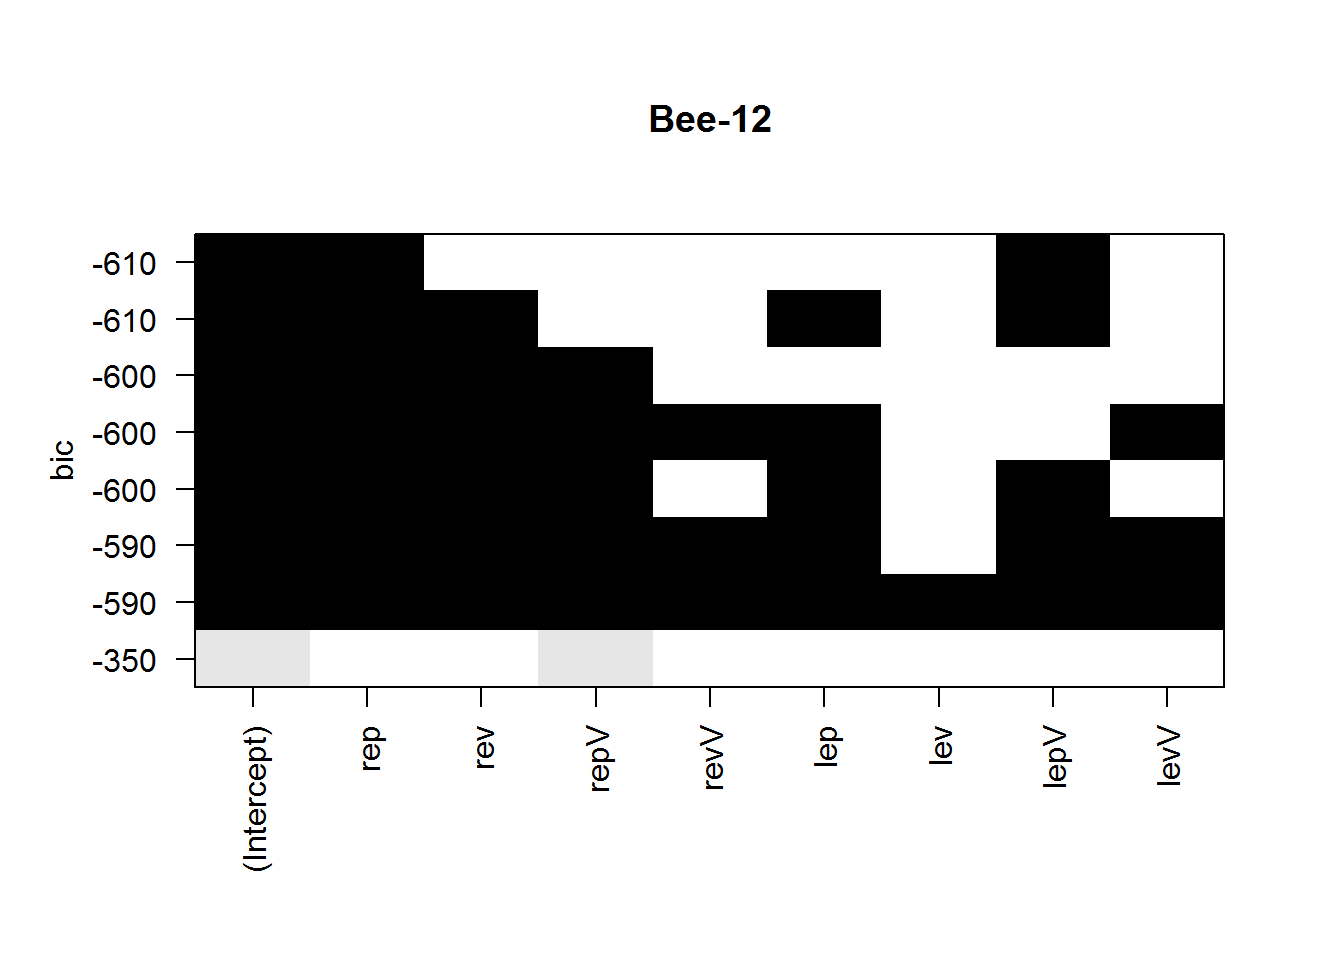 Bee-12
bic
-610
-610
-600
-600
-600
-590
-590
-350
(Intercept)
rep
rev
repV
revV
lep
lev
lepV
levV